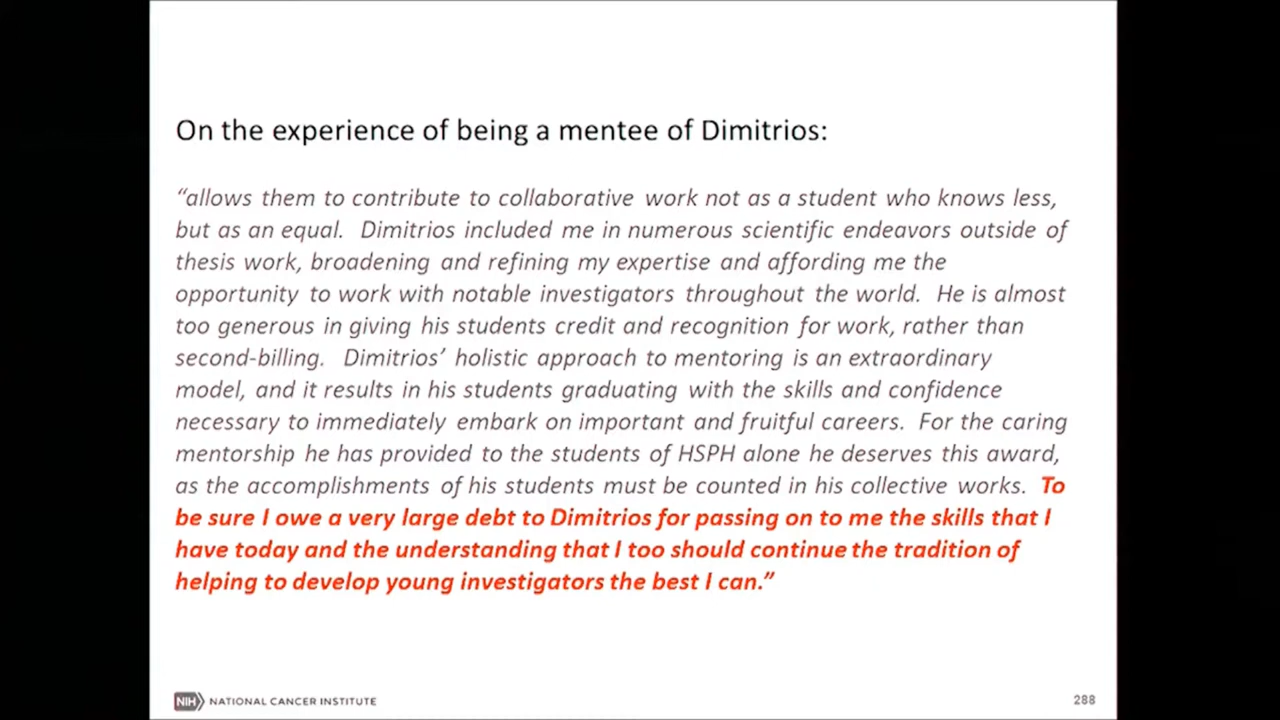 On the experience of being a mentee of Dimitrios:
“allows them to contribute to collaborative work not as a student who knows less,
but as an equal. Dimitrios included me in numerous scientific endeavors outside of
thesis work, broadening and refining my expertise and affording me the
opportunity to work with notable investigators throughout the world. He is almost
too generous in giving his students credit and recognition for work, rather than
second-billing. Dimitrios’ holistic approach to mentoring is an extraordinary
model, and it results in his students graduating with the skills and confidence
necessary to immediately embark on important and fruitful careers. For the caring
mentorship he has provided to the students of HSPH alone he deserves this award,
as the accomplishments of his students must be counted in his collective works. To
be sure I owe a very large debt to Dimitrios for passing on to me the skills that I
have today and the understanding that I too should continue the tradition of
helping to develop young investigators the best I can.”
NIH NATIONAL CANCER INSTITUTE
288